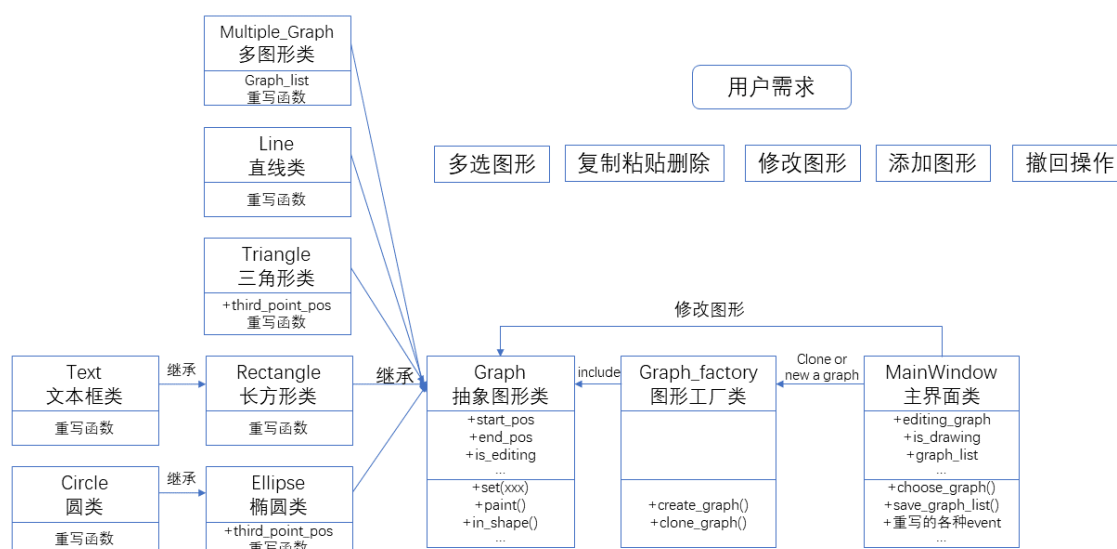 Multiple_Graph
多图形类
Graph_list
重写函数
用户需求
Line
直线类
重写函数
多选图形
复制粘贴删除
修改图形
添加图形
撤回操作
Triangle
三角形类
+third_point_pos
重写函数
修改图形
Text
文本框类
重写函数
继承
Rectangle
长方形类
重写函数
继承
Graph
抽象图形类
+start_pos
+end_pos
+is_editing
...
+set(xxx)
+paint()
+in_shape()
...
include
Graph_factory
图形工厂类
+create_graph()
+clone_graph()
Clone or
new a graph
MainWindow
主界面类
+editing_graph
+is_drawing
+graph_list
...
+choose_graph()
+save_graph_list()
+重写的各种event
...
Circle
圆类
重写函数
继承
Ellipse
椭圆类
+third_point_pos
重写函数